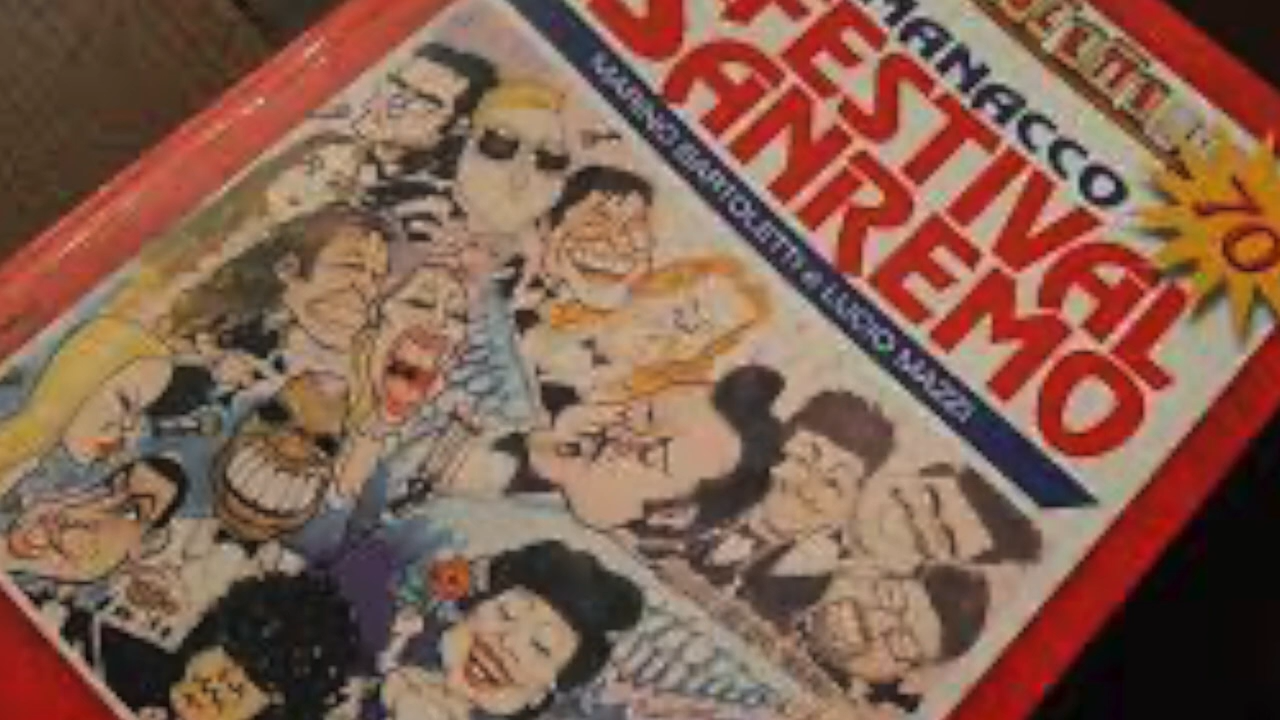 MANACCO
FESTIVAL
SANREMO
MARINO BARTOLETTI e LUCIO MAZZI
70